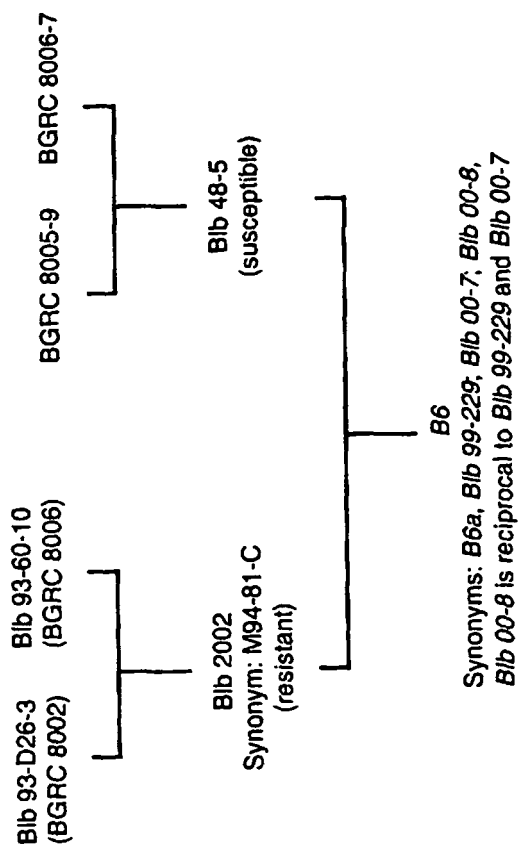 Blb 93-D26-3
(BGRC 8002)
Blb 93-60-10
(BGRC 8006)
BGRC 8005-9
BGRC 8006-7
Blb 2002
Synonym: M94-81-C
(resistant)
Blb 48-5
(susceptible)
B6
Synonyms: B6a, Blb 99-229, Blb 00-7, Blb 00-8,
Blb 00-8 is reciprocal to Blb 99-229 and Blb 00-7